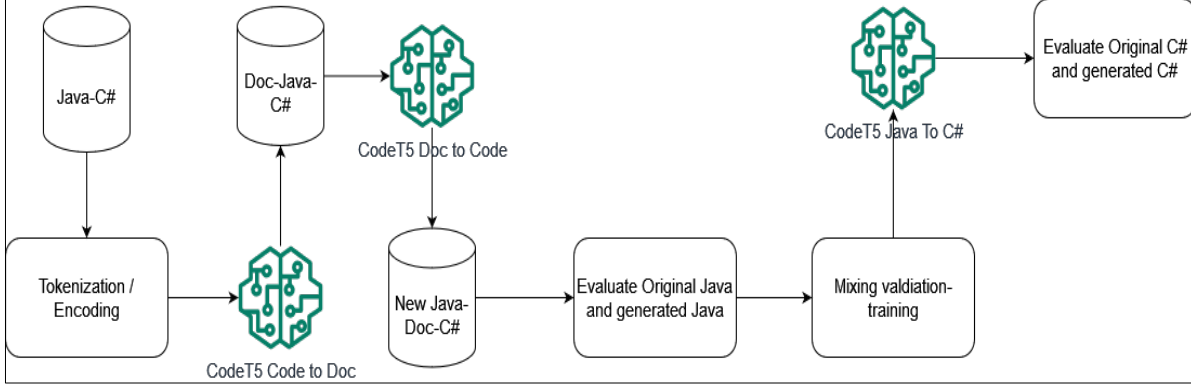 Java-C#
Tokenization /
Encoding
CodeT5 Code to Doc
Doc-Java-
C#
CodeT5 Doc to Code
New Java-
Doc-C#
Evaluate Original Java
and generated Java
Mixing valdiation-
training
CodeT5 Java To C#
Evaluate Original C#
and generated C#